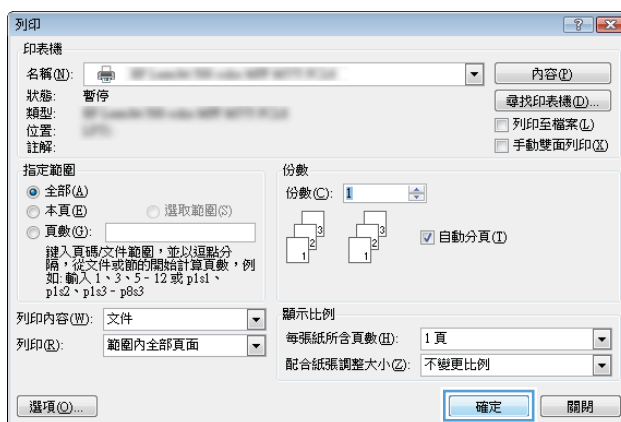 列印
印表機
名稱(N):
內容(P)
狀態: 暫停
尋找印表機(D)...
類型:
位置:
列印至檔案(L)
註解:
手動雙面列印(X)
指定範圍
全部(A)
本頁(E) 選取範圍(S)
頁數(G):
鍵入頁碼/文件範圍，並以逗點分
隔，從文件或節的開始計算頁數，例
如: 輸入 1、3、5 - 12 或 p1s1、
p1s2、p1s3 - p8s3
份數
份數(C): 1
1 2 3 1 2 3
自動分頁(T)
列印內容(W): 文件
列印(R): 範圍內全部頁面
顯示比例
每張紙所含頁數(H): 1 頁
配合紙張調整大小(Z): 不變更比例
選項(O)...
確定
關閉